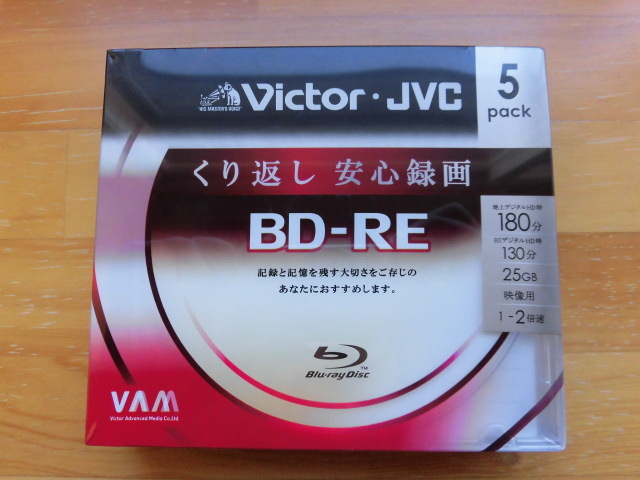 "HIS MASTER'S VOICE"
Victor・JVC
5
pack
くり返し 安心録画
BD-RE
記録と記憶を残す大切さをご存じの
あなたにおすすめします。
地上デジタルHD時
180分
BSデジタルHD時
130分
25GB
映像用
1-2倍速
Blu-ray Disc
TM
VAM
Victor Advanced Media Co.,Ltd.